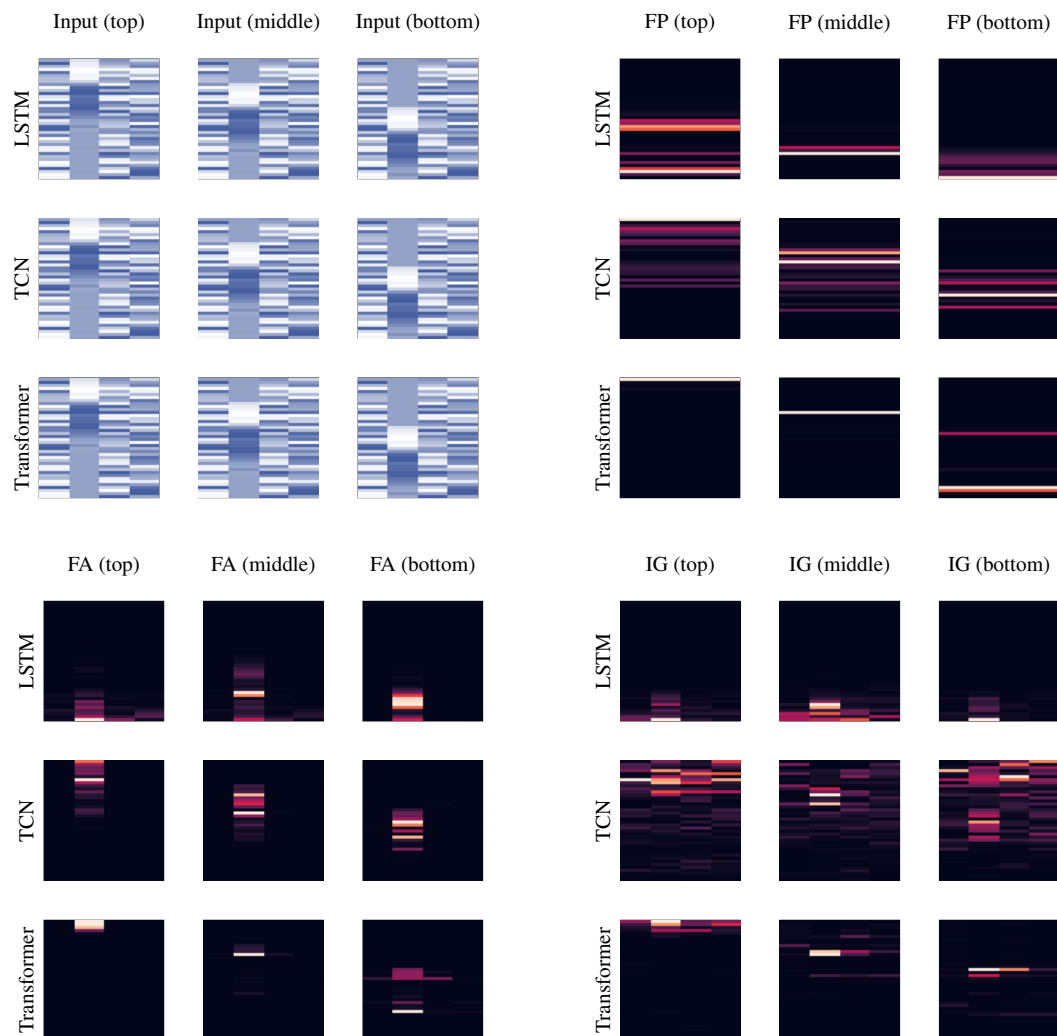 Input (top) Input (middle) Input (bottom)
LSTM
TCN
Transformer
FP (top) FP (middle) FP (bottom)
LSTM
TCN
Transformer
FA (top) FA (middle) FA (bottom)
LSTM
TCN
Transformer
IG (top) IG (middle) IG (bottom)
LSTM
TCN
Transformer